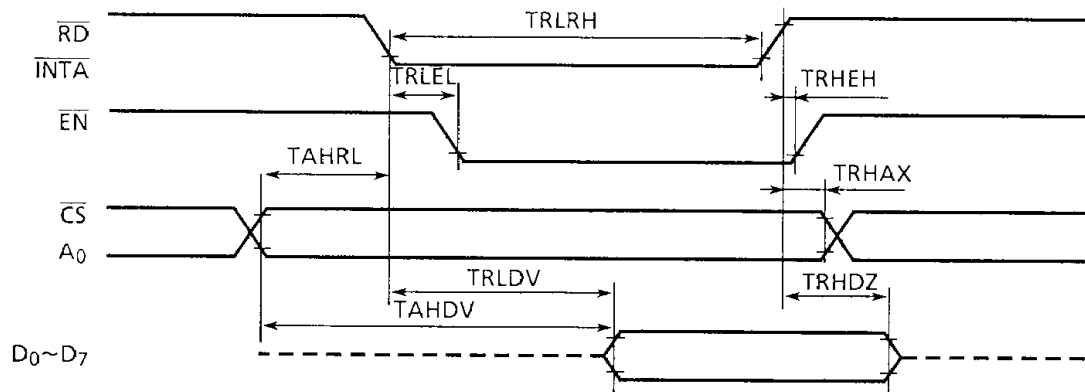 RD
TRLRH
INTA
TRLEL
TRHEH
EN
TAHRL
TRHAX
CS
A0
TRLDV
TRHDZ
TAHDV
D0~D7